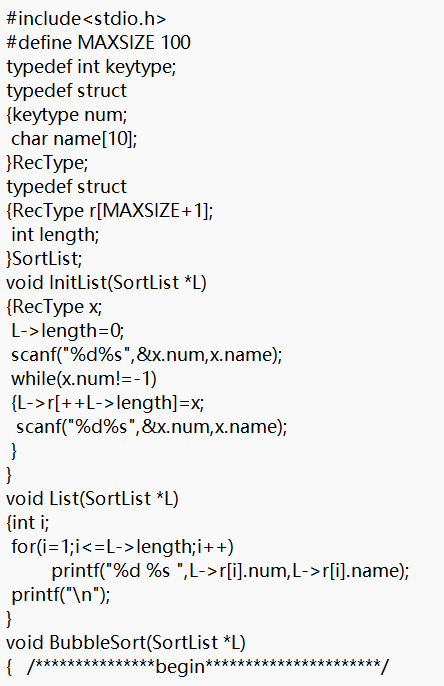 #include<stdio.h>
#define MAXSIZE 100
typedef int keytype;
typedef struct
{keytype num;
 char name[10];
}RecType;
typedef struct
{RecType r[MAXSIZE+1];
 int length;
}SortList;
void InitList(SortList *L)
{RecType x;
 L->length=0;
 scanf("%d%s",&x.num,x.name);
 while(x.num!=-1)
 {L->r[++L->length]=x;
  scanf("%d%s",&x.num,x.name);
 }
}
void List(SortList *L)
{int i;
 for(i=1;i<=L->length;i++)
        printf("%d %s ",L->r[i].num,L->r[i].name);
 printf("\n");
}
void BubbleSort(SortList *L)
{   /***************begin**********************/